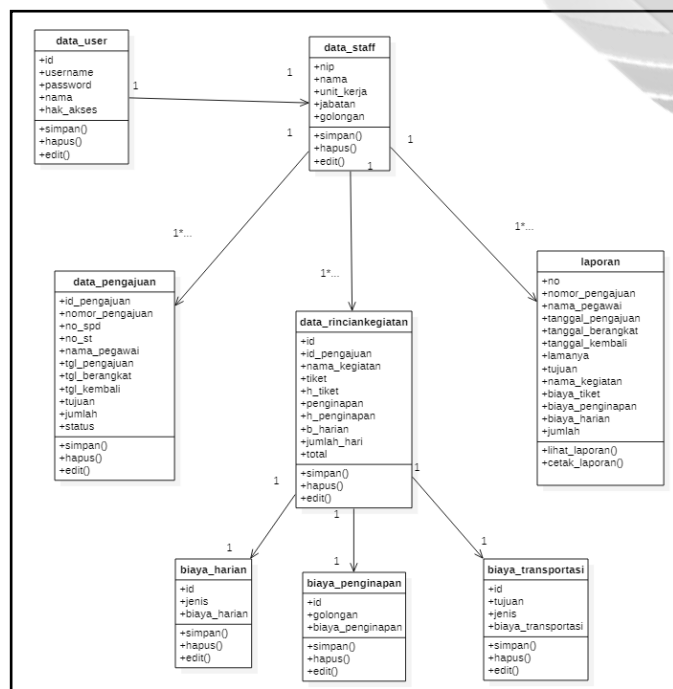 data_user
+id
+username
+password
+nama
+hak_akses
+simpan()
+hapus()
+edit()
1
1
data_staff
+nip
+nama
+unit_kerja
+jabatan
+golongan
+simpan()
+hapus()
+edit()
1
1
1
1*...
1*...
1*...
data_pengajuan
+id_pengajuan
+nomor_pengajuan
+no_spd
+no_st
+nama_pegawai
+tgl_pengajuan
+tgl_berangkat
+tgl_kembali
+tujuan
+jumlah
+status
+simpan()
+hapus()
+edit()
data_rinciankegiatan
+id
+id_pengajuan
+nama_kegiatan
+tiket
+h_tiket
+penginapan
+h_penginapan
+b_harian
+jumlah_hari
+total
+simpan()
+hapus()
+edit()
laporan
+no
+nomor_pengajuan
+nama_pegawai
+tanggal_pengajuan
+tanggal_berangkat
+tanggal_kembali
+lamanya
+tujuan
+nama_kegiatan
+biaya_tiket
+biaya_penginapan
+biaya_harian
+jumlah
+lihat_laporan()
+cetak_laporan()
1
1
1
1
1
1
biaya_harian
+id
+jenis
+biaya_harian
+simpan()
+hapus()
+edit()
biaya_penginapan
+id
+golongan
+biaya_penginapan
+simpan()
+hapus()
+edit()
biaya_transportasi
+id
+tujuan
+jenis
+biaya_transportasi
+simpan()
+hapus()
+edit()